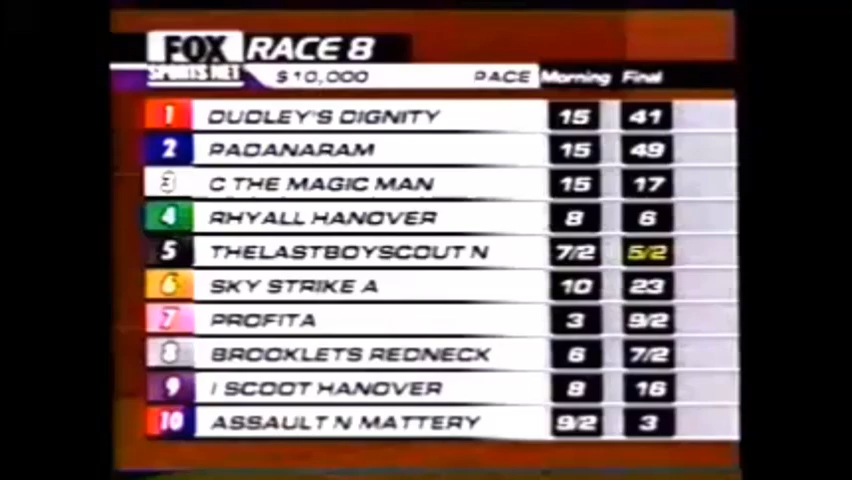 FOX RACE 8
SPORTS NET $10,000 PACE Morning Final
1 DUDLEY'S DIGNITY 15 41
2 PADANARAM 15 49
3 C THE MAGIC MAN 15 17
4 RHYALL HANOVER 8 6
5 THELASTBOYSCOUT N 7/2 5/2
6 SKY STRIKE A 10 23
7 PROFIT A 3 9/2
8 BROOKLETS REDNECK 6 7/2
9 I SCOOT HANOVER 8 16
10 ASSAULT N MATTERY 9/2 3